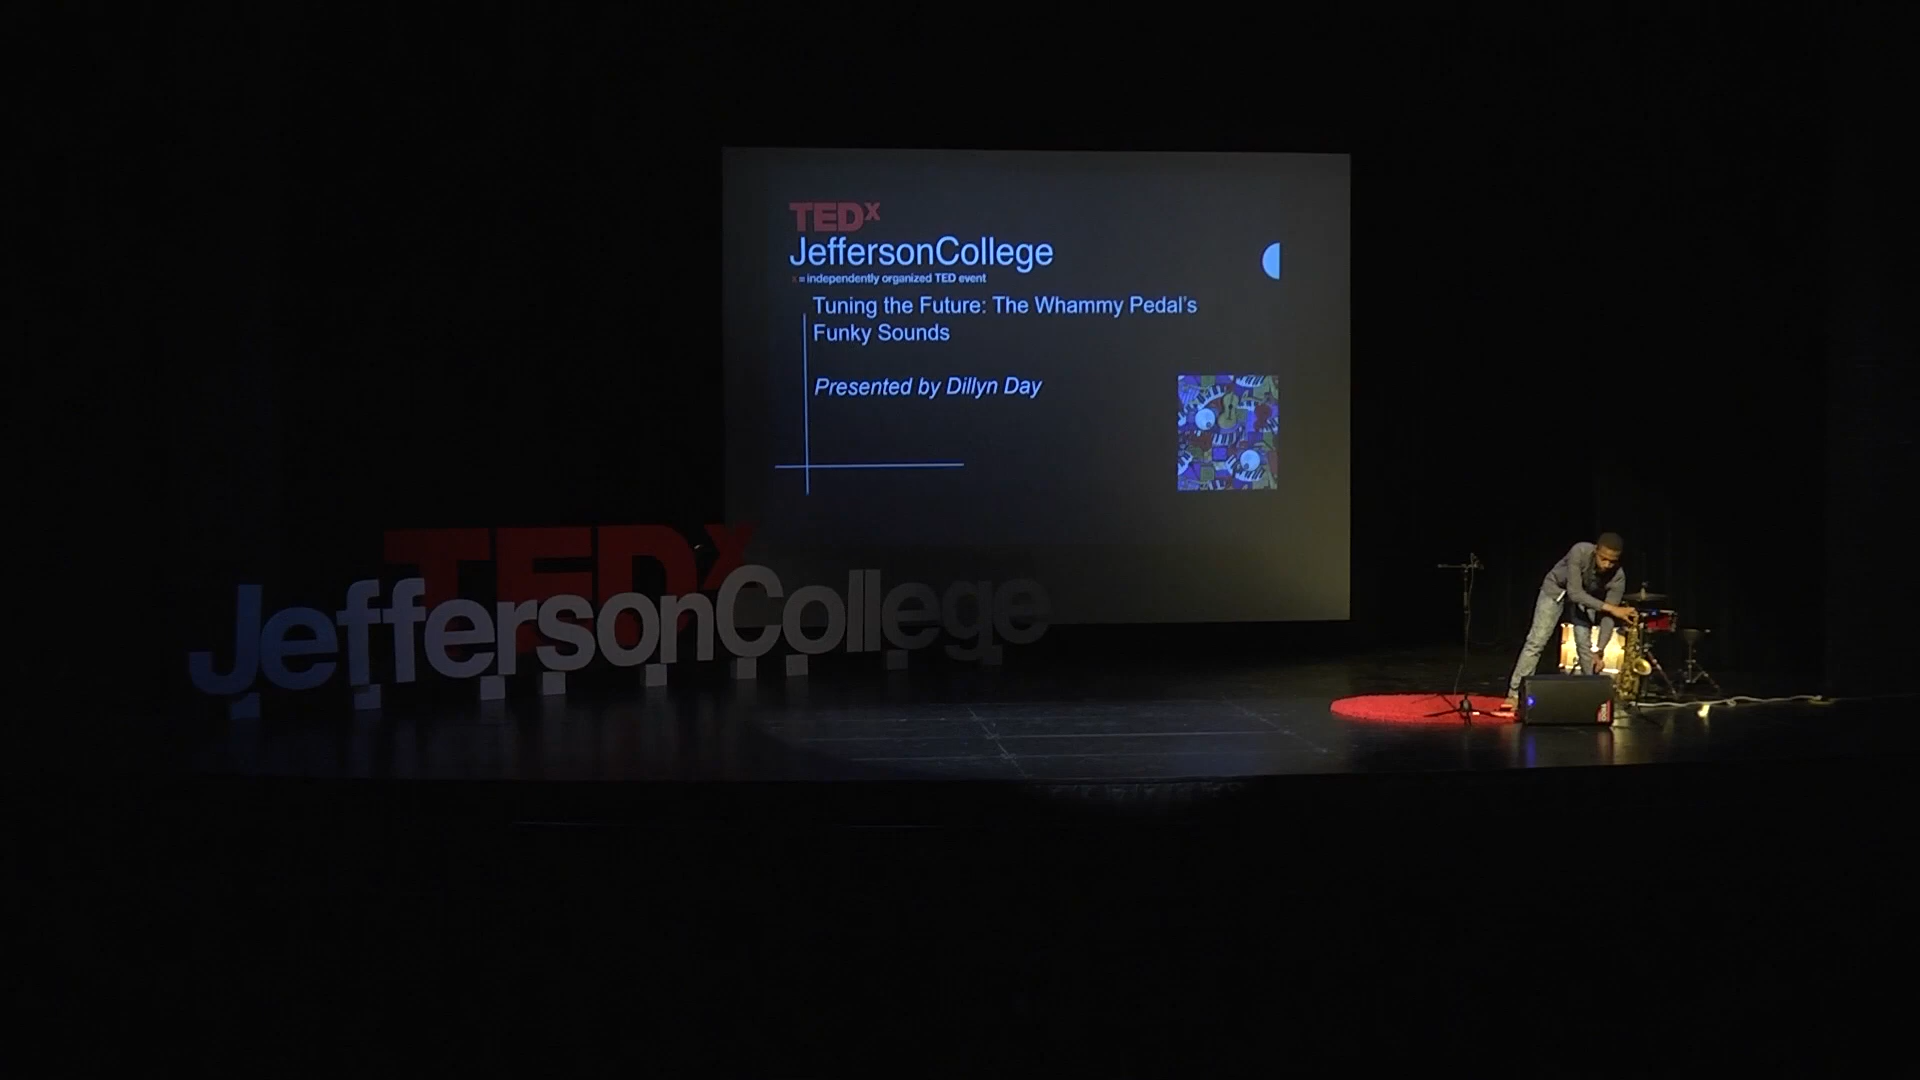 TEDx
JeffersonCollege
x = independently organized TED event
Tuning the Future: The Whammy Pedal's
Funky Sounds
Presented by Dillyn Day
TEDx
JeffersonCollege